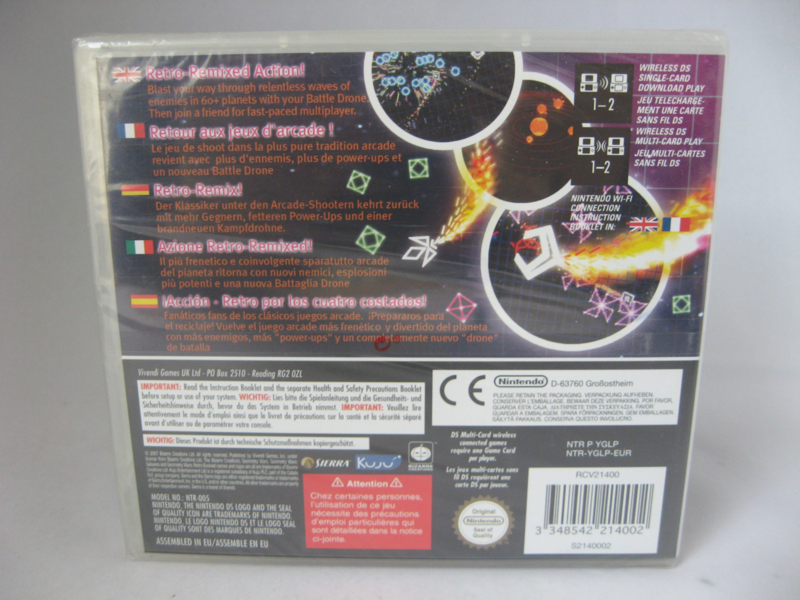 Retro-Remixed Action!
Blast your way through relentless waves of
enemies in 60+ planets with your Battle Drone.
Then join a friend for fast-paced multiplayer.
Retour aux jeux d'arcade !
Le jeu de shoot dans la plus pure tradition arcade
revient avec plus d'ennemis, plus de power-ups et
un nouveau Battle Drone
Retro-Remix!
Der Klassiker unter den Arcade-Shootern kehrt zurück
mit mehr Gegnern, fetteren Power-Ups und einer
brandneuen Kampfdrohne.
Azione Retro-Remixed!
Il più frenetico e coinvolgente sparatutto arcade
del pianeta ritorna con nuovi nemici, esplosioni
più potenti e una nuova Battaglia Drone
¡Acción - Retro por los cuatro costados!
Fanáticos fans de los clásicos juegos arcade. ¡Prepararos para
el reciclaje! Vuelve el juego arcade más frenético y divertido del planeta
con más enemigos, más "power-ups" y un completamente nuevo "drone"
de batalla
1-2
WIRELESS DS
SINGLE-CARD
DOWNLOAD PLAY
JEU TELECHARGE-
MENT UNE CARTE
SANS FIL DS
1-2
WIRELESS DS
MULTI-CARD PLAY
JEU MULTI-CARTES
SANS FIL DS
NINTENDO WI-FI
CONNECTION
INSTRUCTION
BOOKLET IN:
Vivendi Games UK Ltd - PO Box 2510 - Reading RG2 0ZL
IMPORTANT: Read the Instruction Booklet and the separate Health and Safety Precautions Booklet
before setup or use of your system. WICHTIG: Lies bitte die Spielanleitung und die Gesundheits- und
Sicherheitshinweise durch, bevor du das System in Betrieb nimmst. IMPORTANT: Veuillez lire
attentivement le mode d'emploi ainsi que le livret de précautions sur la santé et la sécurité séparé
avant d'utiliser ou de paramétrer votre console.
WICHTIG: Dieses Produkt ist durch technische Schutzmaßnahmen kopiergeschützt.
SIERRA
Kuju
BIZARRE
CREATIONS
MODEL NO.: NTR-005
NINTENDO, THE NINTENDO DS LOGO AND THE SEAL
OF QUALITY ICON ARE TRADEMARKS OF NINTENDO.
NINTENDO, LE LOGO NINTENDO DS ET LE LOGO SEAL
OF QUALITY SONT DES MARQUES DE NINTENDO.
ASSEMBLED IN EU/ASSEMBLE EN EU
Attention
Chez certaines personnes,
l'utilisation de ce jeu
nécessite des précautions
d'emploi particulières qui
sont détaillées dans la notice
ci-jointe.
CE
Nintendo D-63760 Großostheim
PLEASE RETAIN THE PACKAGING. VERPACKUNG AUFHEBEN.
CONSERVER L'EMBALLAGE. BEWAAR DEZE VERPAKKING. POR FAVOR,
GUARDA ESTA CAJA.
GUARDAR A EMBALAGEM. SPARA FÖRPACKNINGEN. GEM EMBALLAGEN.
SÄILYTÄ PAKKAUS. CONSERVA QUESTO INVOLUCRO.
DS Multi-Card wireless
connected games
require one Game Card
per player.
Les jeux multi-cartes sans
fil DS requièrent une
carte DS par joueur.
NTR P YGLP
NTR-YGLP-EUR
Original
Nintendo
Seal of
Quality
RCV21400
3 348542 214002
S2140002